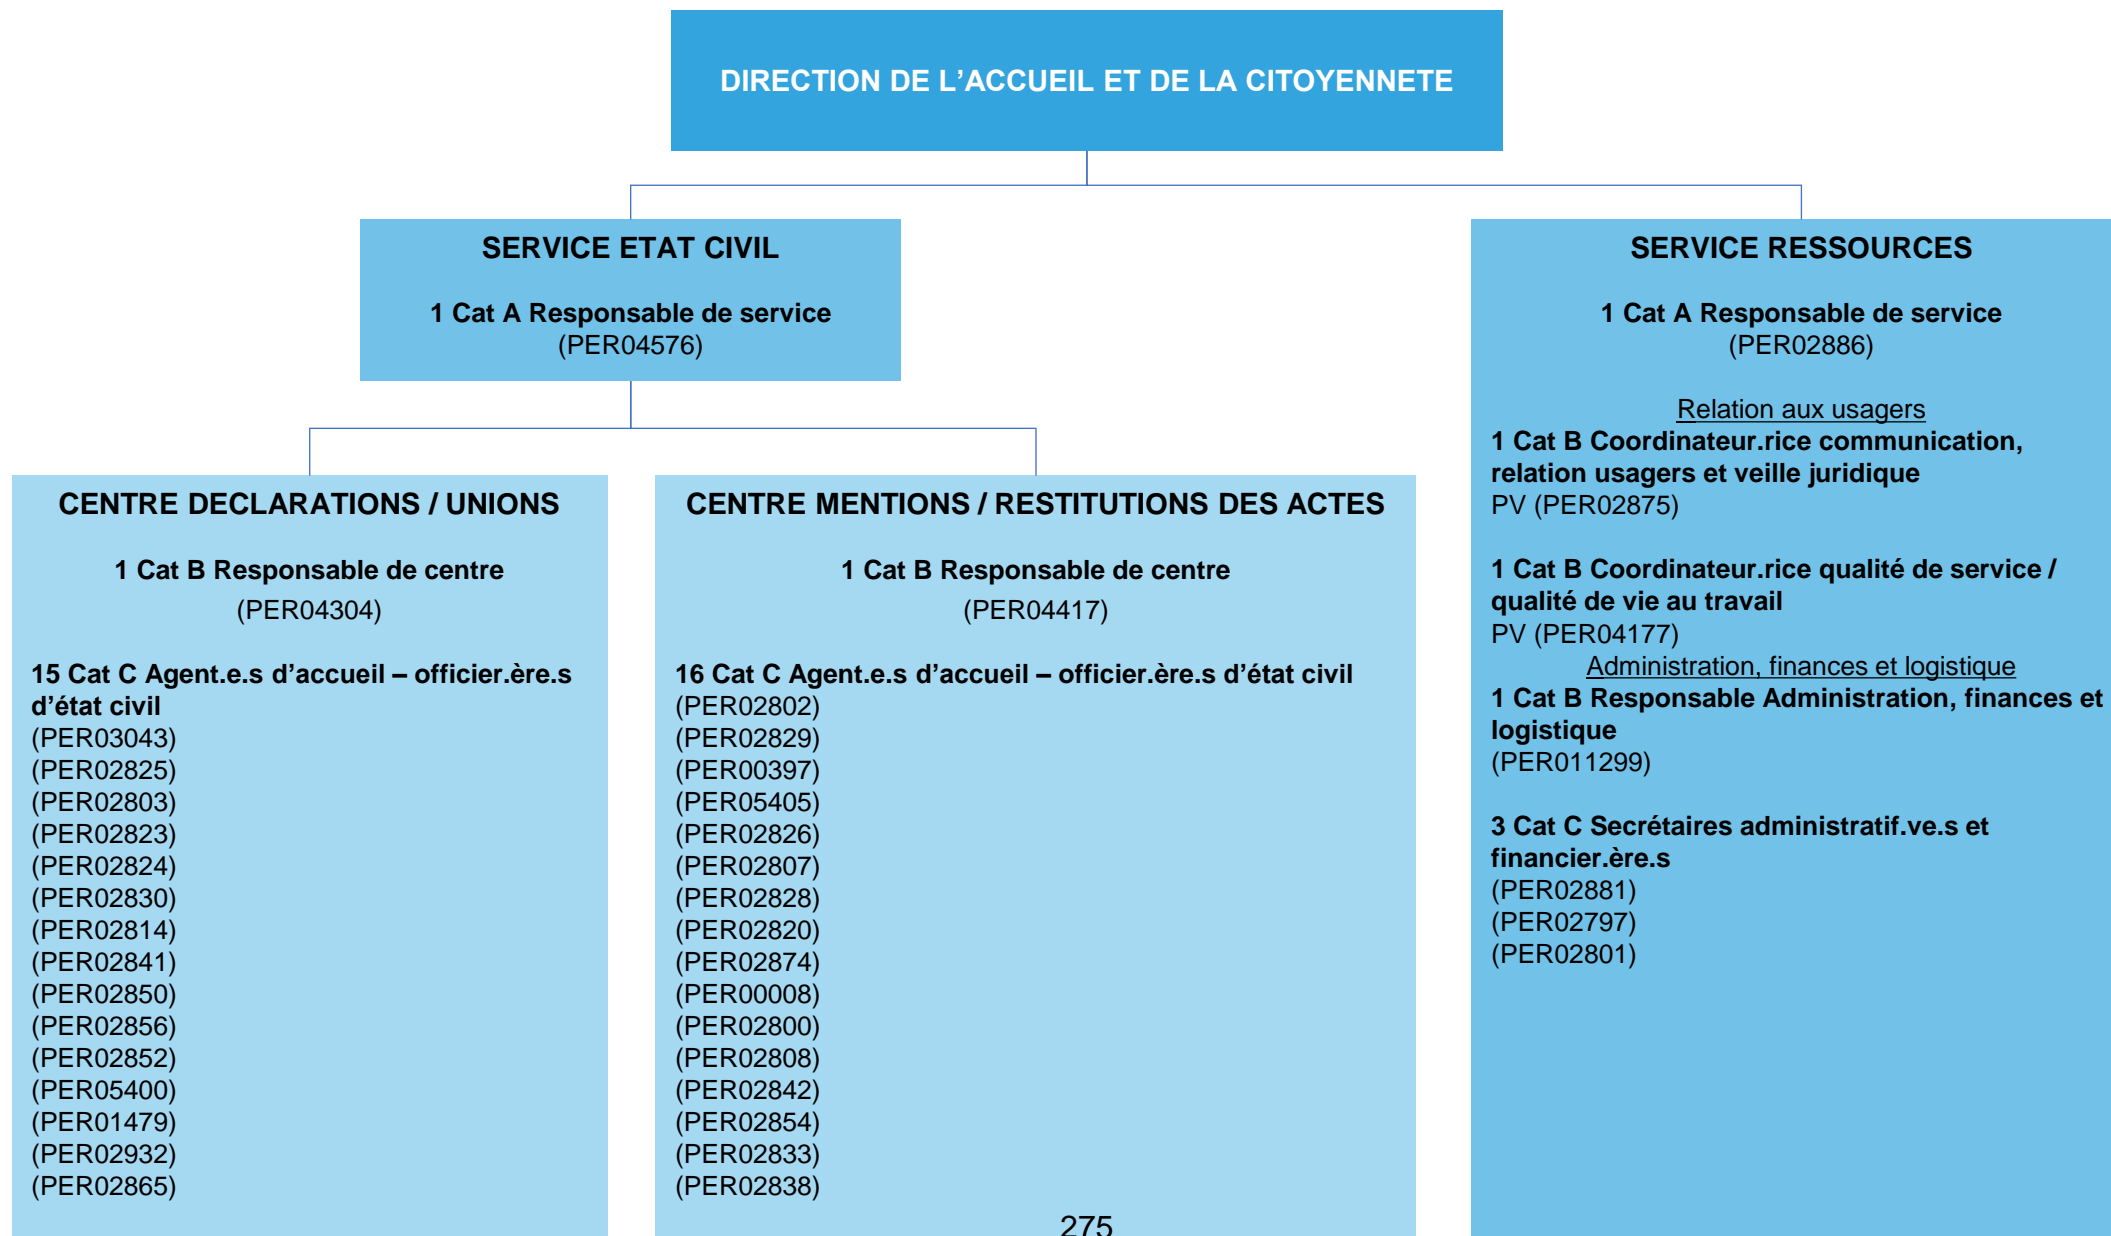 DIRECTION DE L’ACCUEIL ET DE LA CITOYENNETE
SERVICE ETAT CIVIL
1 Cat A Responsable de service
(PER04576)
CENTRE DECLARATIONS / UNIONS
1 Cat B Responsable de centre
(PER04304)
15 Cat C Agent.e.s d’accueil – officier.ère.s
d’état civil
(PER03043)
(PER02825)
(PER02803)
(PER02823)
(PER02824)
(PER02830)
(PER02814)
(PER02841)
(PER02850)
(PER02856)
(PER02852)
(PER05400)
(PER01479)
(PER02932)
(PER02865)
CENTRE MENTIONS / RESTITUTIONS DES ACTES
1 Cat B Responsable de centre
(PER04417)
16 Cat C Agent.e.s d’accueil – officier.ère.s d’état civil
(PER02802)
(PER02829)
(PER00397)
(PER05405)
(PER02826)
(PER02807)
(PER02828)
(PER02820)
(PER02874)
(PER00008)
(PER02800)
(PER02808)
(PER02842)
(PER02854)
(PER02833)
(PER02838)
SERVICE RESSOURCES
1 Cat A Responsable de service
(PER02886)
Relation aux usagers
1 Cat B Coordinateur.rice communication,
relation usagers et veille juridique
PV (PER02875)
1 Cat B Coordinateur.rice qualité de service /
qualité de vie au travail
PV (PER04177)
Administration, finances et logistique
1 Cat B Responsable Administration, finances et
logistique
(PER011299)
3 Cat C Secrétaires administratif.ve.s et
financier.ère.s
(PER02881)
(PER02797)
(PER02801)
275